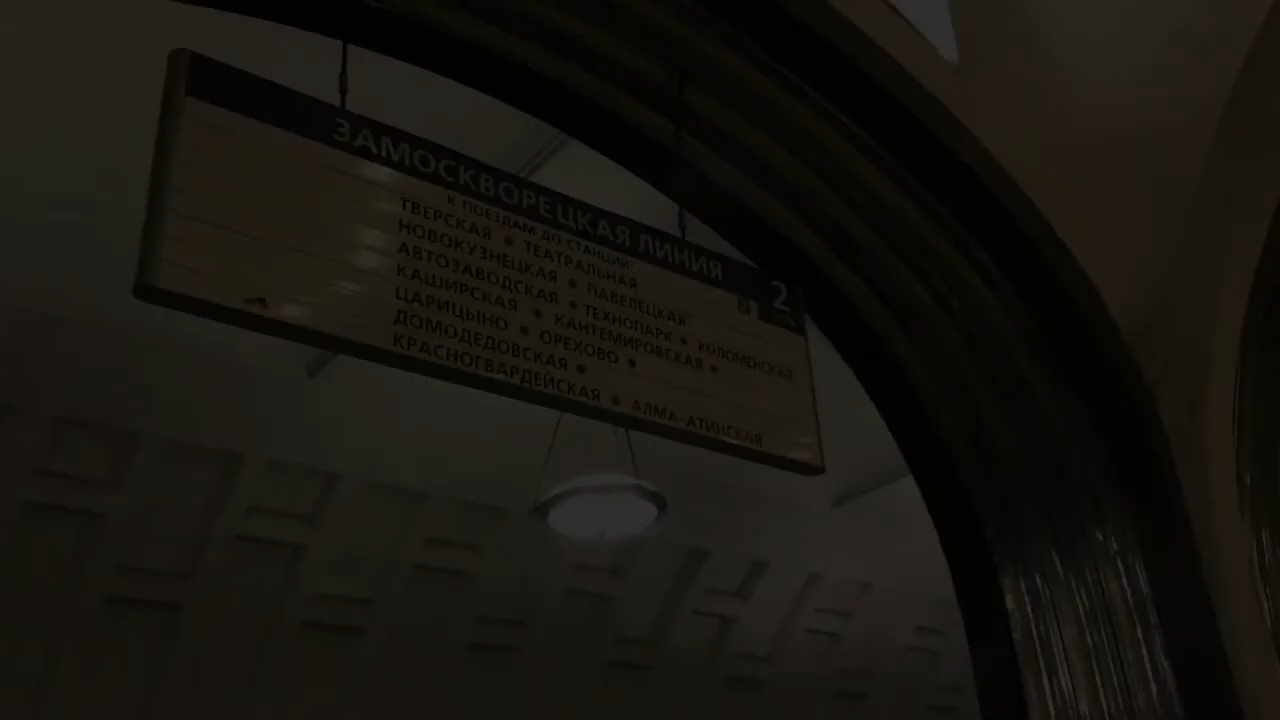 ЗАМОСКВОРЕЦКАЯ ЛИНИЯ 2
К ПОЕЗДАМ ДО СТАНЦИЙ:
ТВЕРСКАЯ • ТЕАТРАЛЬНАЯ
НОВОКУЗНЕЦКАЯ • ПАВЕЛЕЦКАЯ
АВТОЗАВОДСКАЯ • ТЕХНОПАРК • КОЛОМЕНСКАЯ
КАШИРСКАЯ • КАНТЕМИРОВСКАЯ •
ЦАРИЦЫНО • ОРЕХОВО •
ДОМОДЕДОВСКАЯ •
КРАСНОГВАРДЕЙСКАЯ • АЛМА-АТИНСКАЯ